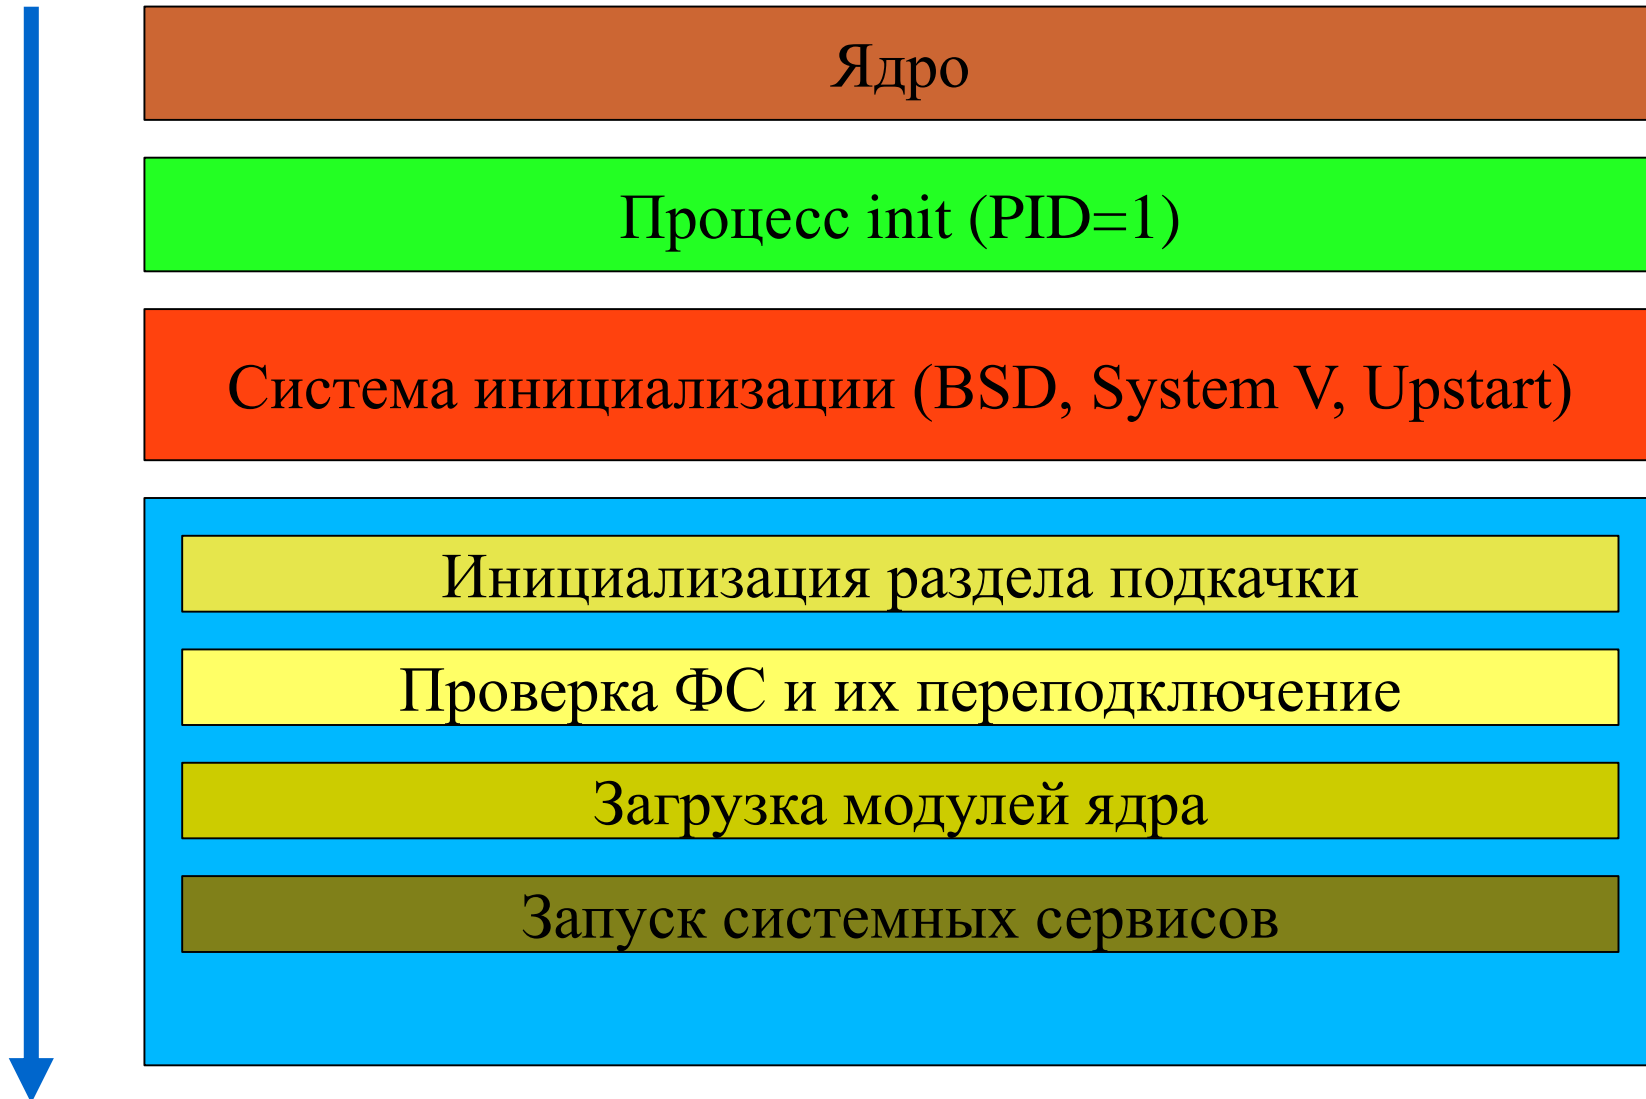 Ядро
Процесс init (PID=1)
Система инициализации (BSD, System V, Upstart)
Инициализация раздела подкачки
Проверка ФС и их переподключение
Загрузка модулей ядра
Запуск системных сервисов